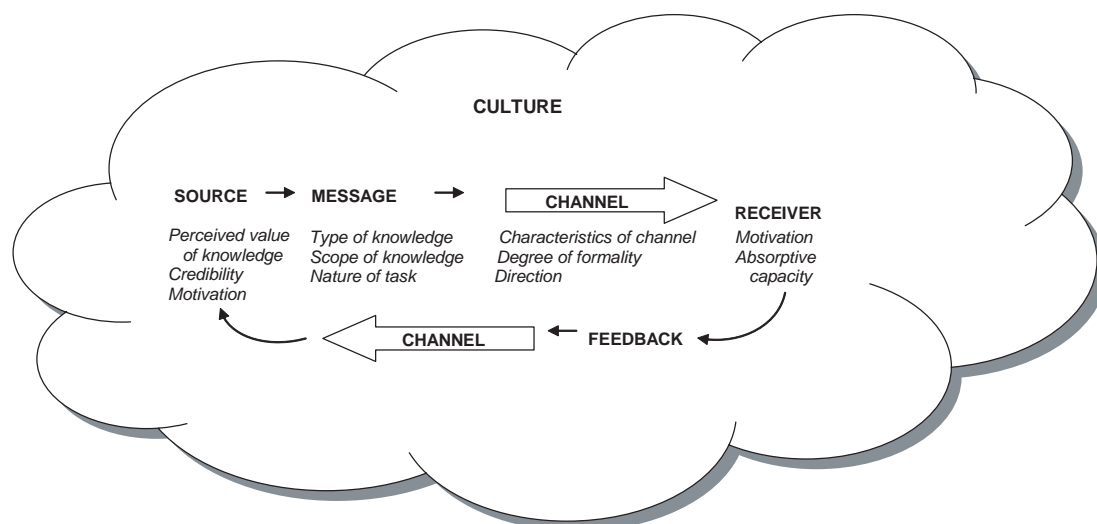 CULTURE
SOURCE
Perceived value
of knowledge
Credibility
Motivation
MESSAGE
Type of knowledge
Scope of knowledge
Nature of task
CHANNEL
Characteristics of channel
Degree of formality
Direction
RECEIVER
Motivation
Absorptive
capacity
FEEDBACK
CHANNEL